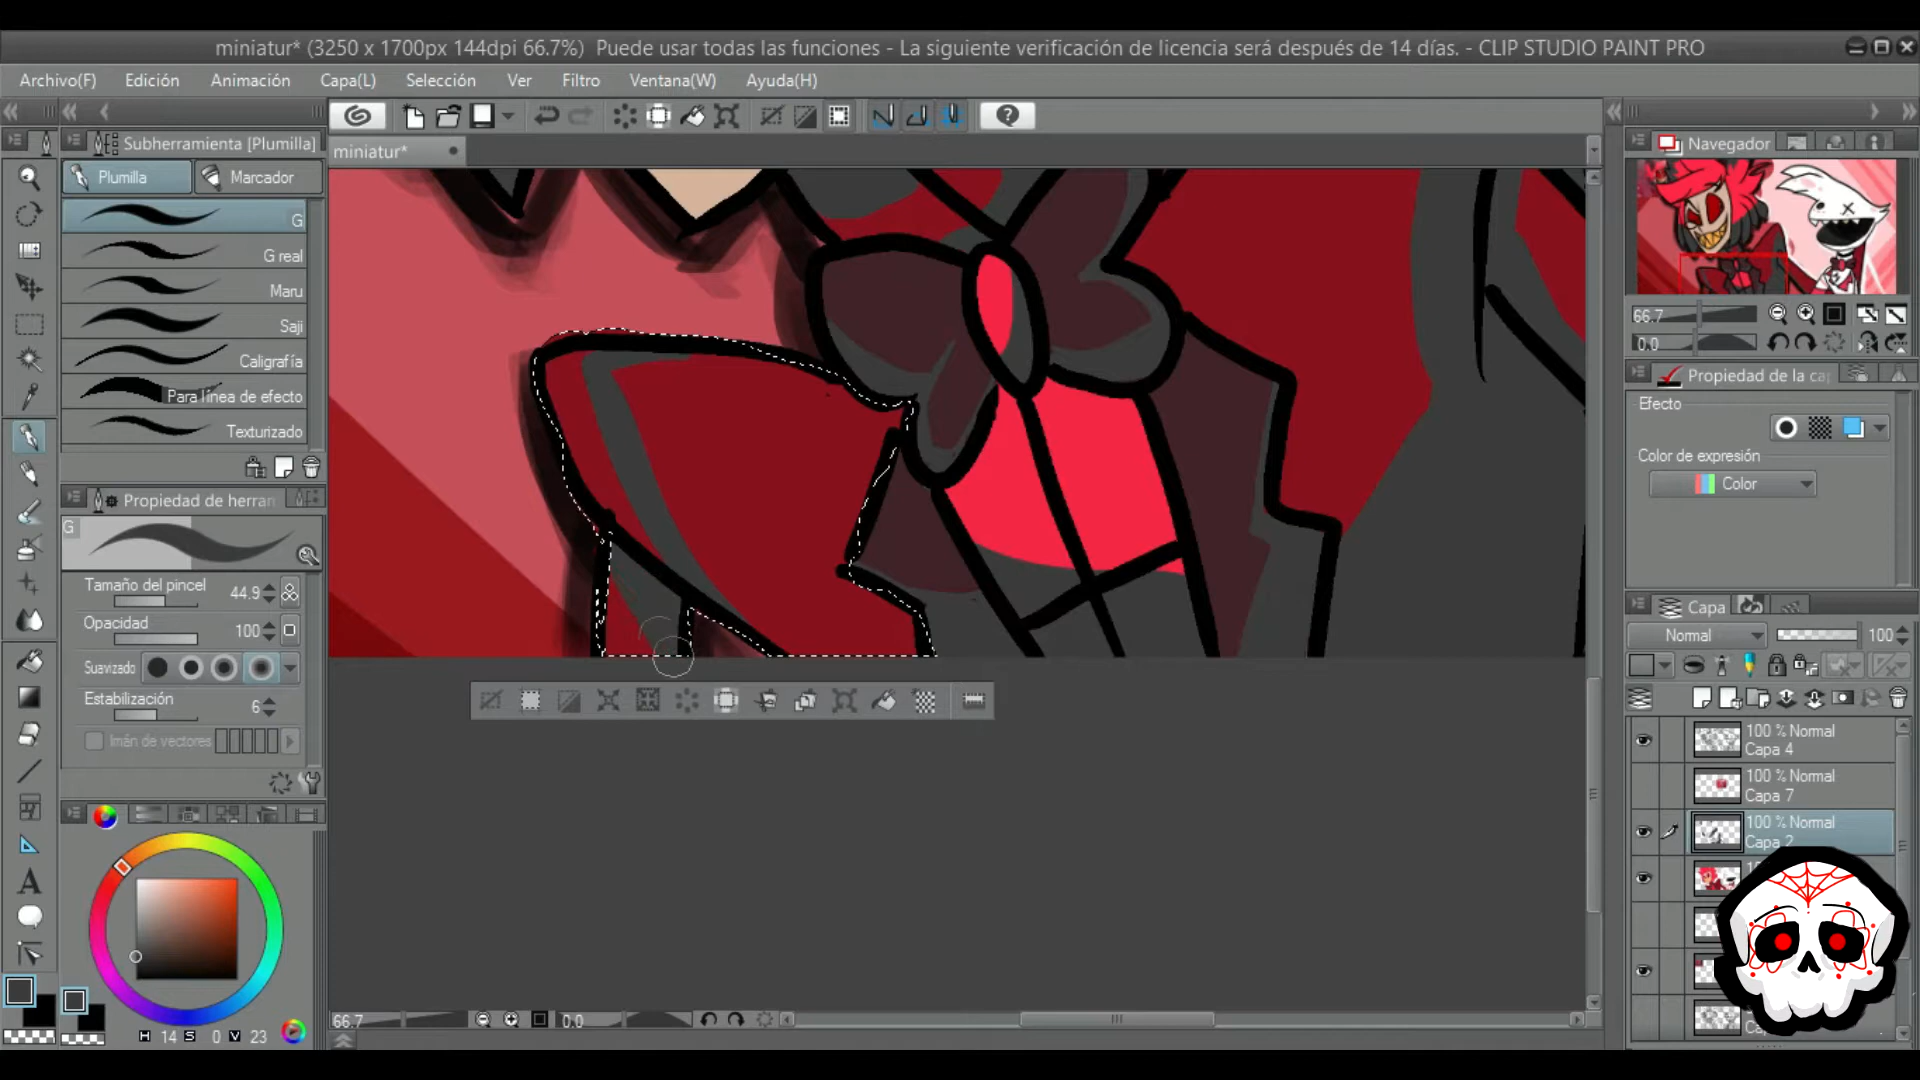 miniatur* (3250 x 1700px 144dpi 66.7%)  Puede usar todas las funciones - La siguiente verificación de licencia será después de 14 días. - CLIP STUDIO PAINT PRO
Archivo(F) Edición Animación Capa(L) Selección Ver Filtro Ventana(W) Ayuda(H)
Subherramienta [Plumilla]
miniatur*
Navegador
Plumilla Marcador
G
G real
Maru
Saji
Caligrafía
Para línea de efecto
Texturizado
66.7
0.0
Propiedad de la ca
Efecto
Color de expresión
Color
Propiedad de herran
G
Tamaño del pincel 44.9
Opacidad 100
Suavizado
Estabilización 6
Imán de vectores
Capa
Normal 100
100 % Normal
Capa 4
100 % Normal
Capa 7
100 % Normal
Capa 2
H 14 S 0 V 23
66.7 0.0